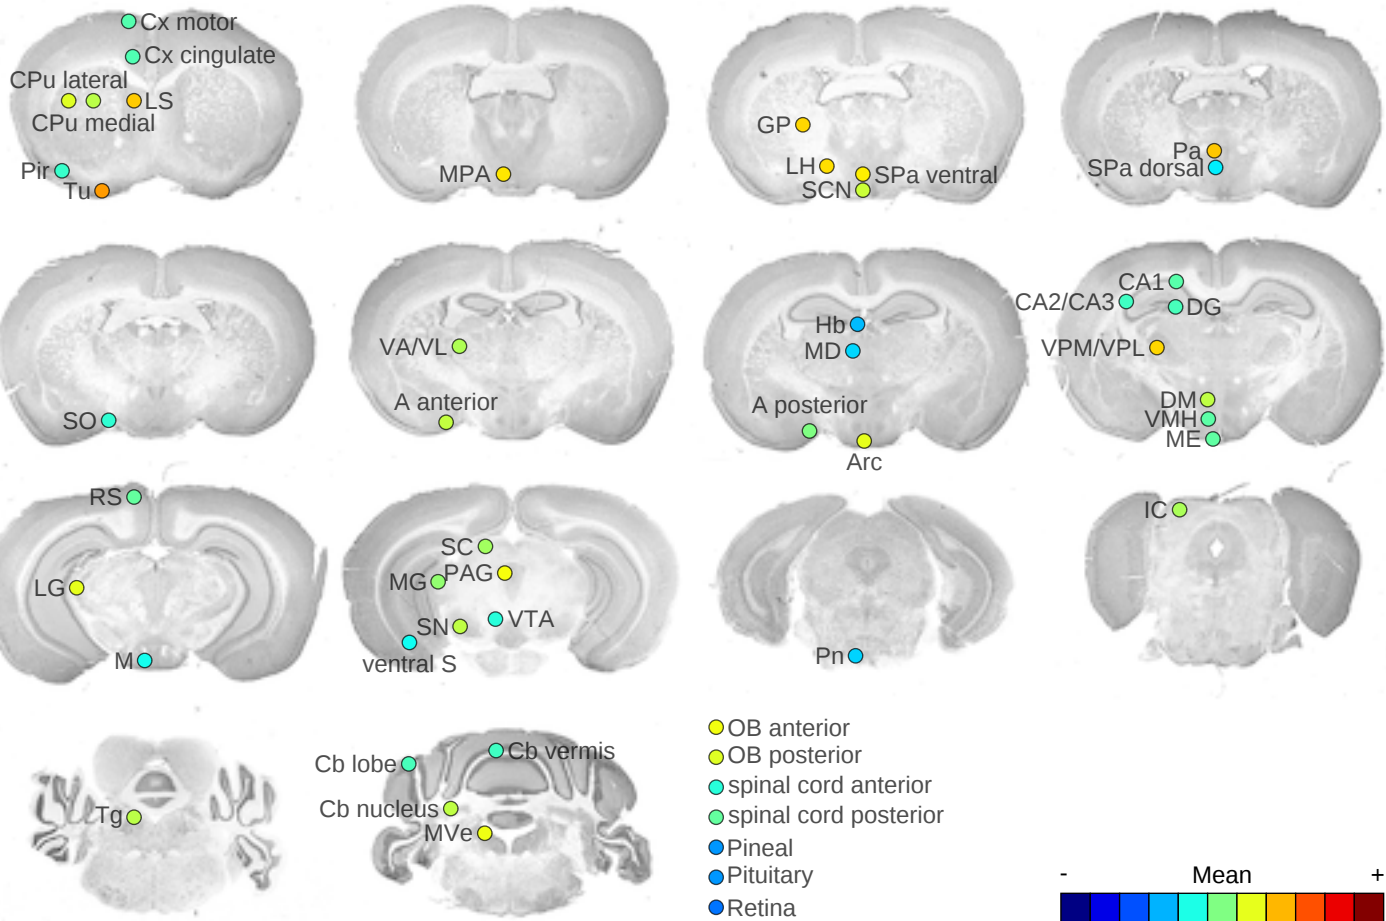 Cx motor
Cx cingulate
CPu lateral
LS
CPu medial
Pir
Tu
MPA
GP
LH
SPa ventral
SCN
Pa
SPa dorsal
SO
VA/VL
A anterior
Hb
MD
A posterior
Arc
CA1
CA2/CA3
DG
VPM/VPL
DM
VMH
ME
RS
LG
M
SC
PAG
MG
VTA
SN
ventral S
Pn
IC
Tg
Cb vermis
Cb lobe
Cb nucleus
MVe
OB anterior
OB posterior
spinal cord anterior
spinal cord posterior
Pineal
Pituitary
Retina
- Mean +